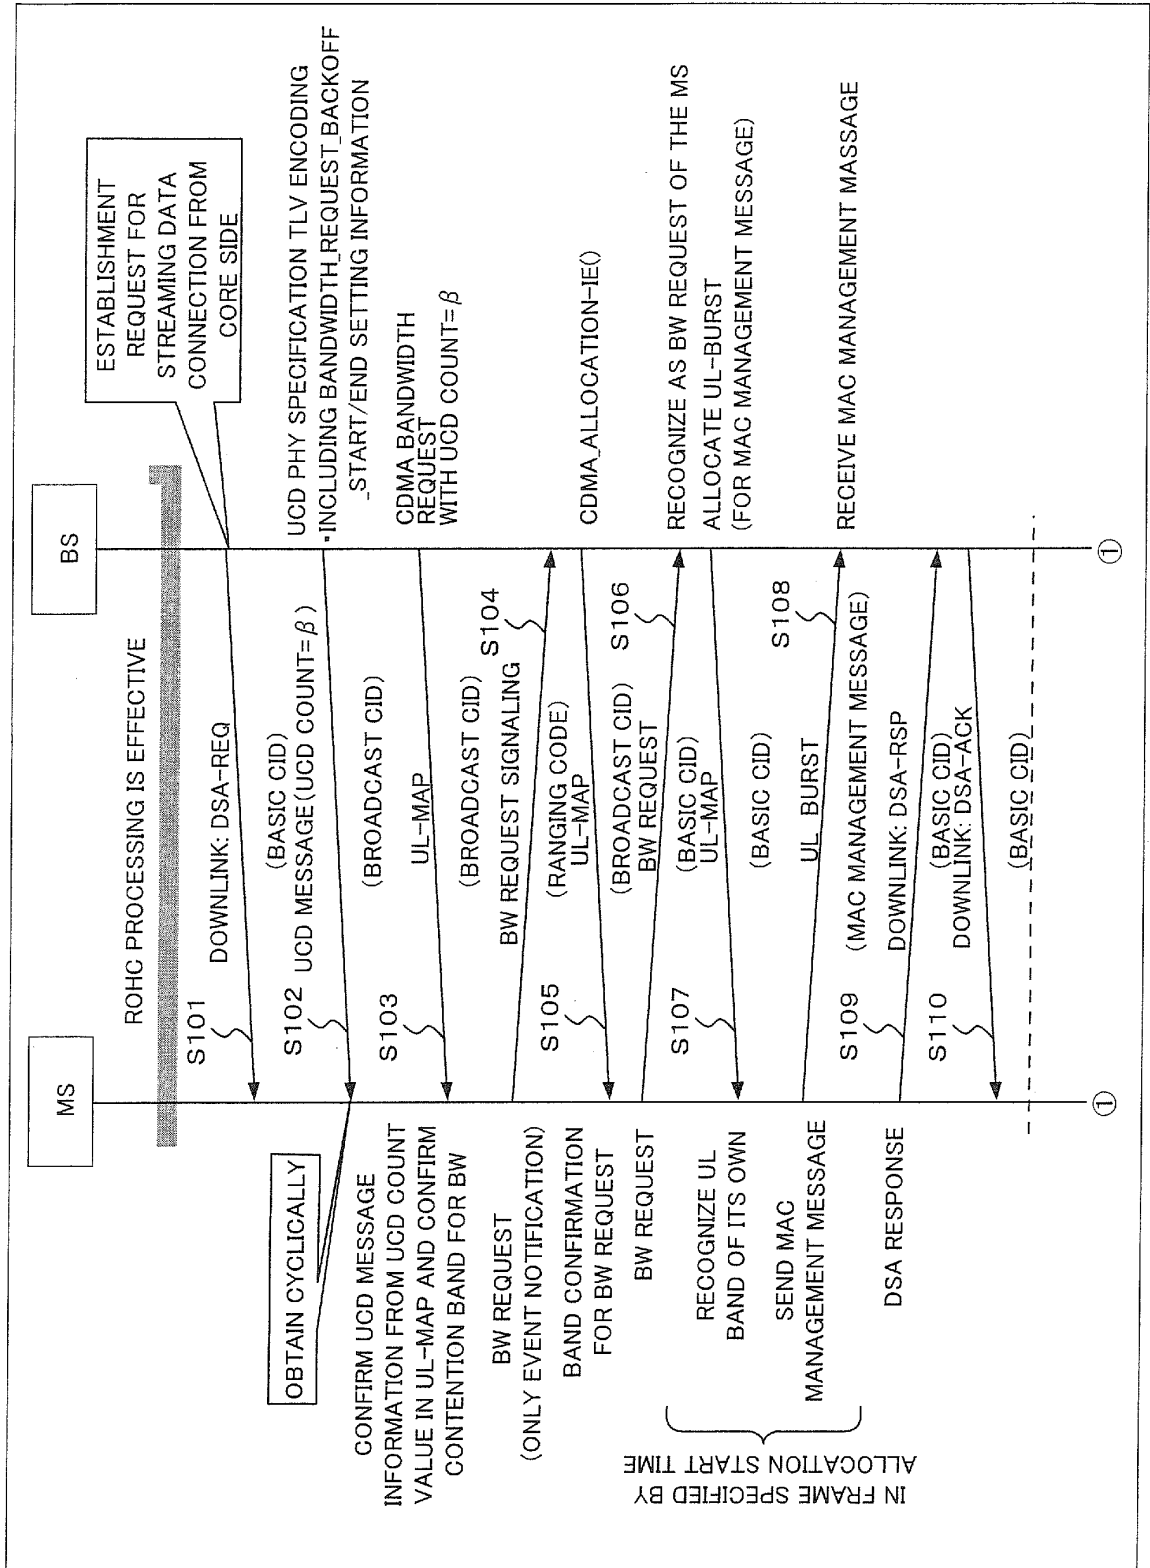 MS
BS
ROHC PROCESSING IS EFFECTIVE
ESTABLISHMENT
REQUEST FOR
STREAMING DATA
CONNECTION FROM
CORE SIDE
S101
DOWNLINK: DSA-REQ
(BASIC CID)
OBTAIN CYCLICALLY
S102
UCD MESSAGE(UCD COUNT=β)
(BROADCAST CID)
UCD PHY SPECIFICATION TLV ENCODING
*INCLUDING BANDWIDTH_REQUEST_BACKOFF
_START/END SETTING INFORMATION
CONFIRM UCD MESSAGE
INFORMATION FROM UCD COUNT
VALUE IN UL-MAP AND CONFIRM
CONTENTION BAND FOR BW
S103
UL-MAP
(BROADCAST CID)
CDMA BANDWIDTH
REQUEST
WITH UCD COUNT=β
BW REQUEST
(ONLY EVENT NOTIFICATION)
BW REQUEST SIGNALING
S104
(RANGING CODE)
BAND CONFIRMATION
FOR BW REQUEST
S105
UL-MAP
(BROADCAST CID)
CDMA_ALLOCATION-IE()
BW REQUEST
BW REQUEST
S106
(BASIC CID)
RECOGNIZE AS BW REQUEST OF THE MS
RECOGNIZE UL
BAND OF ITS OWN
S107
UL-MAP
(BASIC CID)
ALLOCATE UL-BURST
(FOR MAC MANAGEMENT MESSAGE)
SEND MAC
MANAGEMENT MESSAGE
UL BURST
S108
(MAC MANAGEMENT MESSAGE)
RECEIVE MAC MANAGEMENT MASSAGE
IN FRAME SPECIFIED BY
ALLOCATION START TIME
DSA RESPONSE
S109
DOWNLINK: DSA-RSP
(BASIC CID)
S110
DOWNLINK: DSA-ACK
(BASIC CID)
①
①